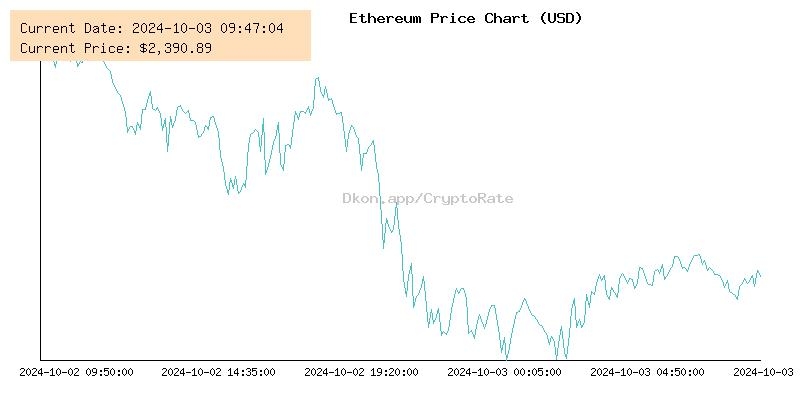 Ethereum Price Chart (USD)
Current Date: 2024-10-03 09:47:04
Current Price: $2,390.89
Dkon.app/CryptoRate
2024-10-02 09:50:00
2024-10-02 14:35:00
2024-10-02 19:20:00
2024-10-03 00:05:00
2024-10-03 04:50:00
2024-10-03